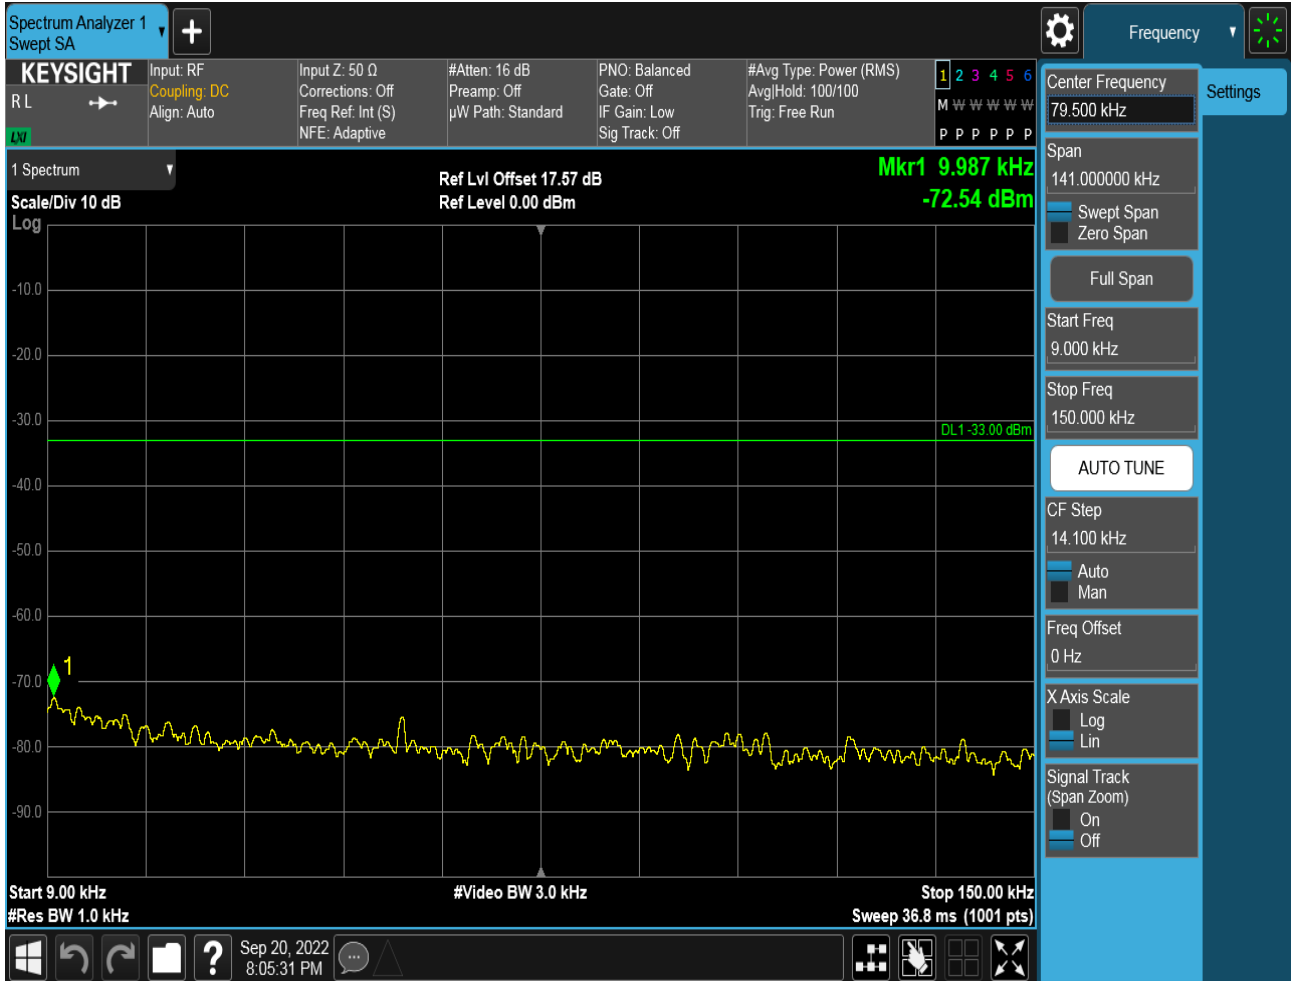 Spectrum Analyzer 1
Swept SA
Frequency
KEYSIGHT
R L
LXI
Input: RF
Coupling: DC
Align: Auto
Input Z: 50 Ω
Corrections: Off
Freq Ref: Int (S)
NFE: Adaptive
#Atten: 16 dB
Preamp: Off
µW Path: Standard
PNO: Balanced
Gate: Off
IF Gain: Low
Sig Track: Off
#Avg Type: Power (RMS)
Avg|Hold: 100/100
Trig: Free Run
1 2 3 4 5 6
M W W W W W
P P P P P P
1 Spectrum
Scale/Div 10 dB
Log
Ref Lvl Offset 17.57 dB
Ref Level 0.00 dBm
Mkr1 9.987 kHz
-72.54 dBm
-10.0
-20.0
-30.0
DL1 -33.00 dBm
-40.0
-50.0
-60.0
1
-70.0
-80.0
-90.0
Start 9.00 kHz
#Res BW 1.0 kHz
#Video BW 3.0 kHz
Stop 150.00 kHz
Sweep 36.8 ms (1001 pts)
Sep 20, 2022
8:05:31 PM
?
Center Frequency
79.500 kHz
Settings
Span
141.000000 kHz
Swept Span
Zero Span
Full Span
Start Freq
9.000 kHz
Stop Freq
150.000 kHz
AUTO TUNE
CF Step
14.100 kHz
Auto
Man
Freq Offset
0 Hz
X Axis Scale
Log
Lin
Signal Track
(Span Zoom)
On
Off